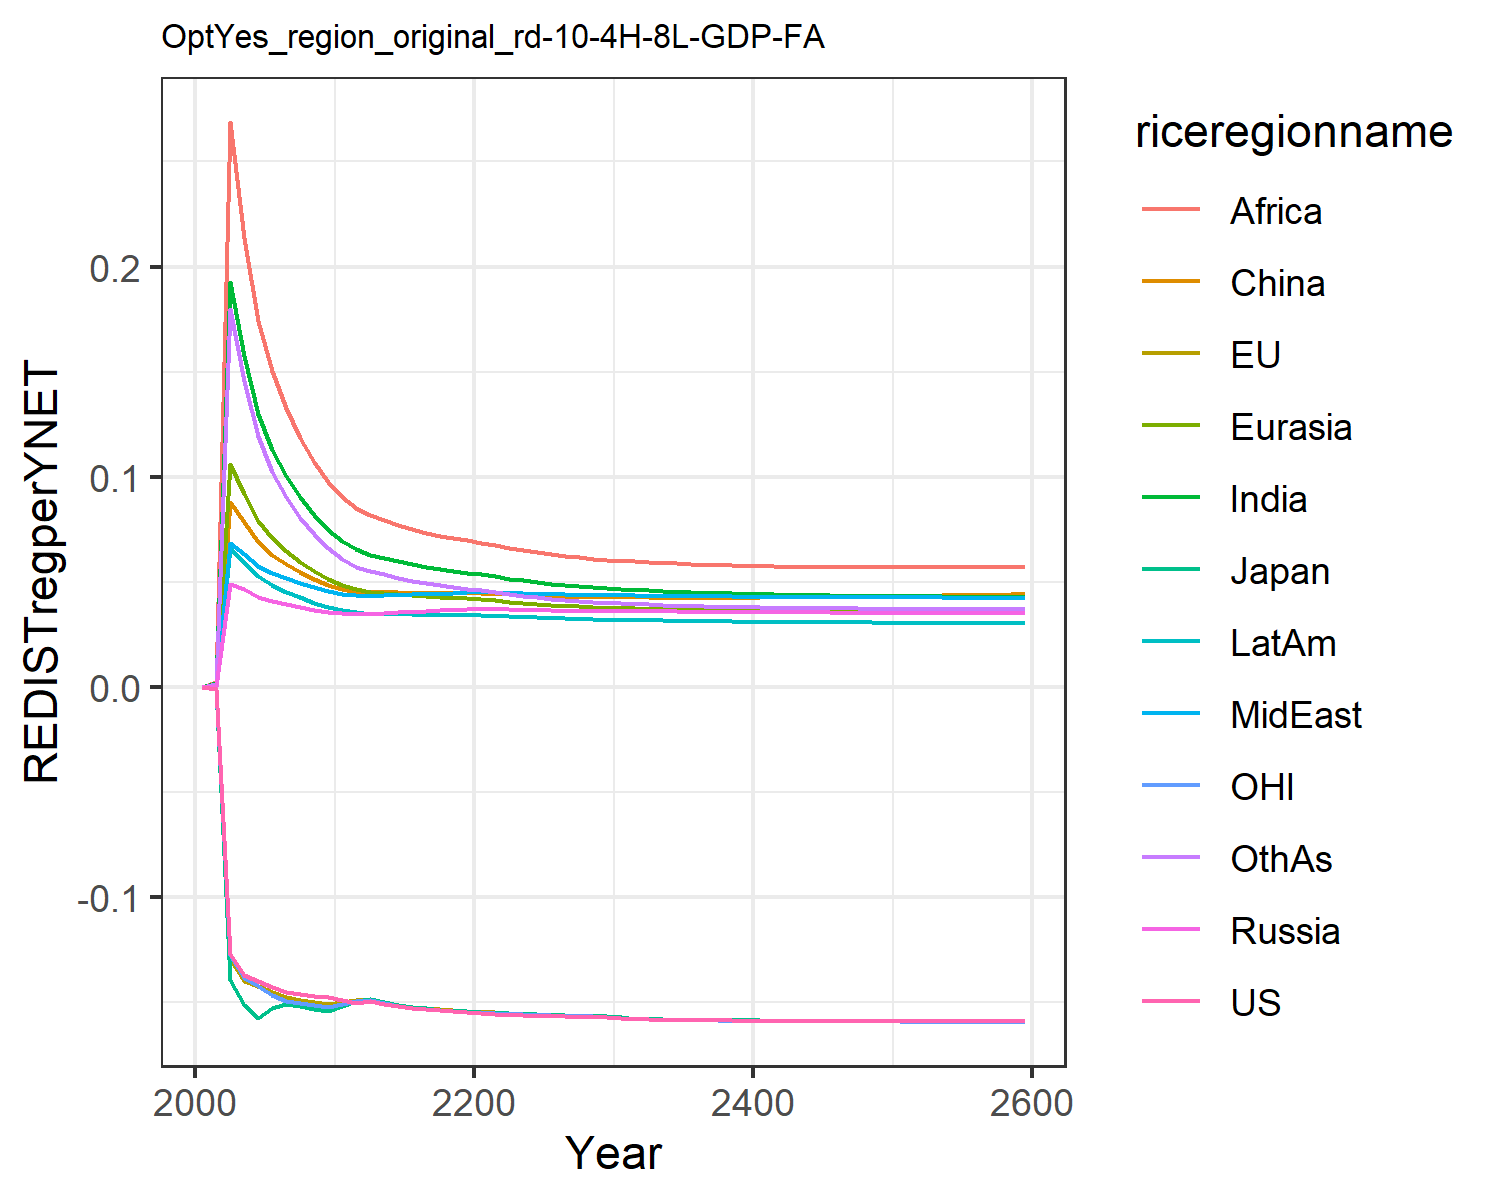 OptYes_region_original_rd-10-4H-8L-GDP-FA
REDISTregperYNET
0.2
0.1
0.0
-0.1
2000
2200
2400
2600
Year
riceregionname
Africa
China
EU
Eurasia
India
Japan
LatAm
MidEast
OHI
OthAs
Russia
US